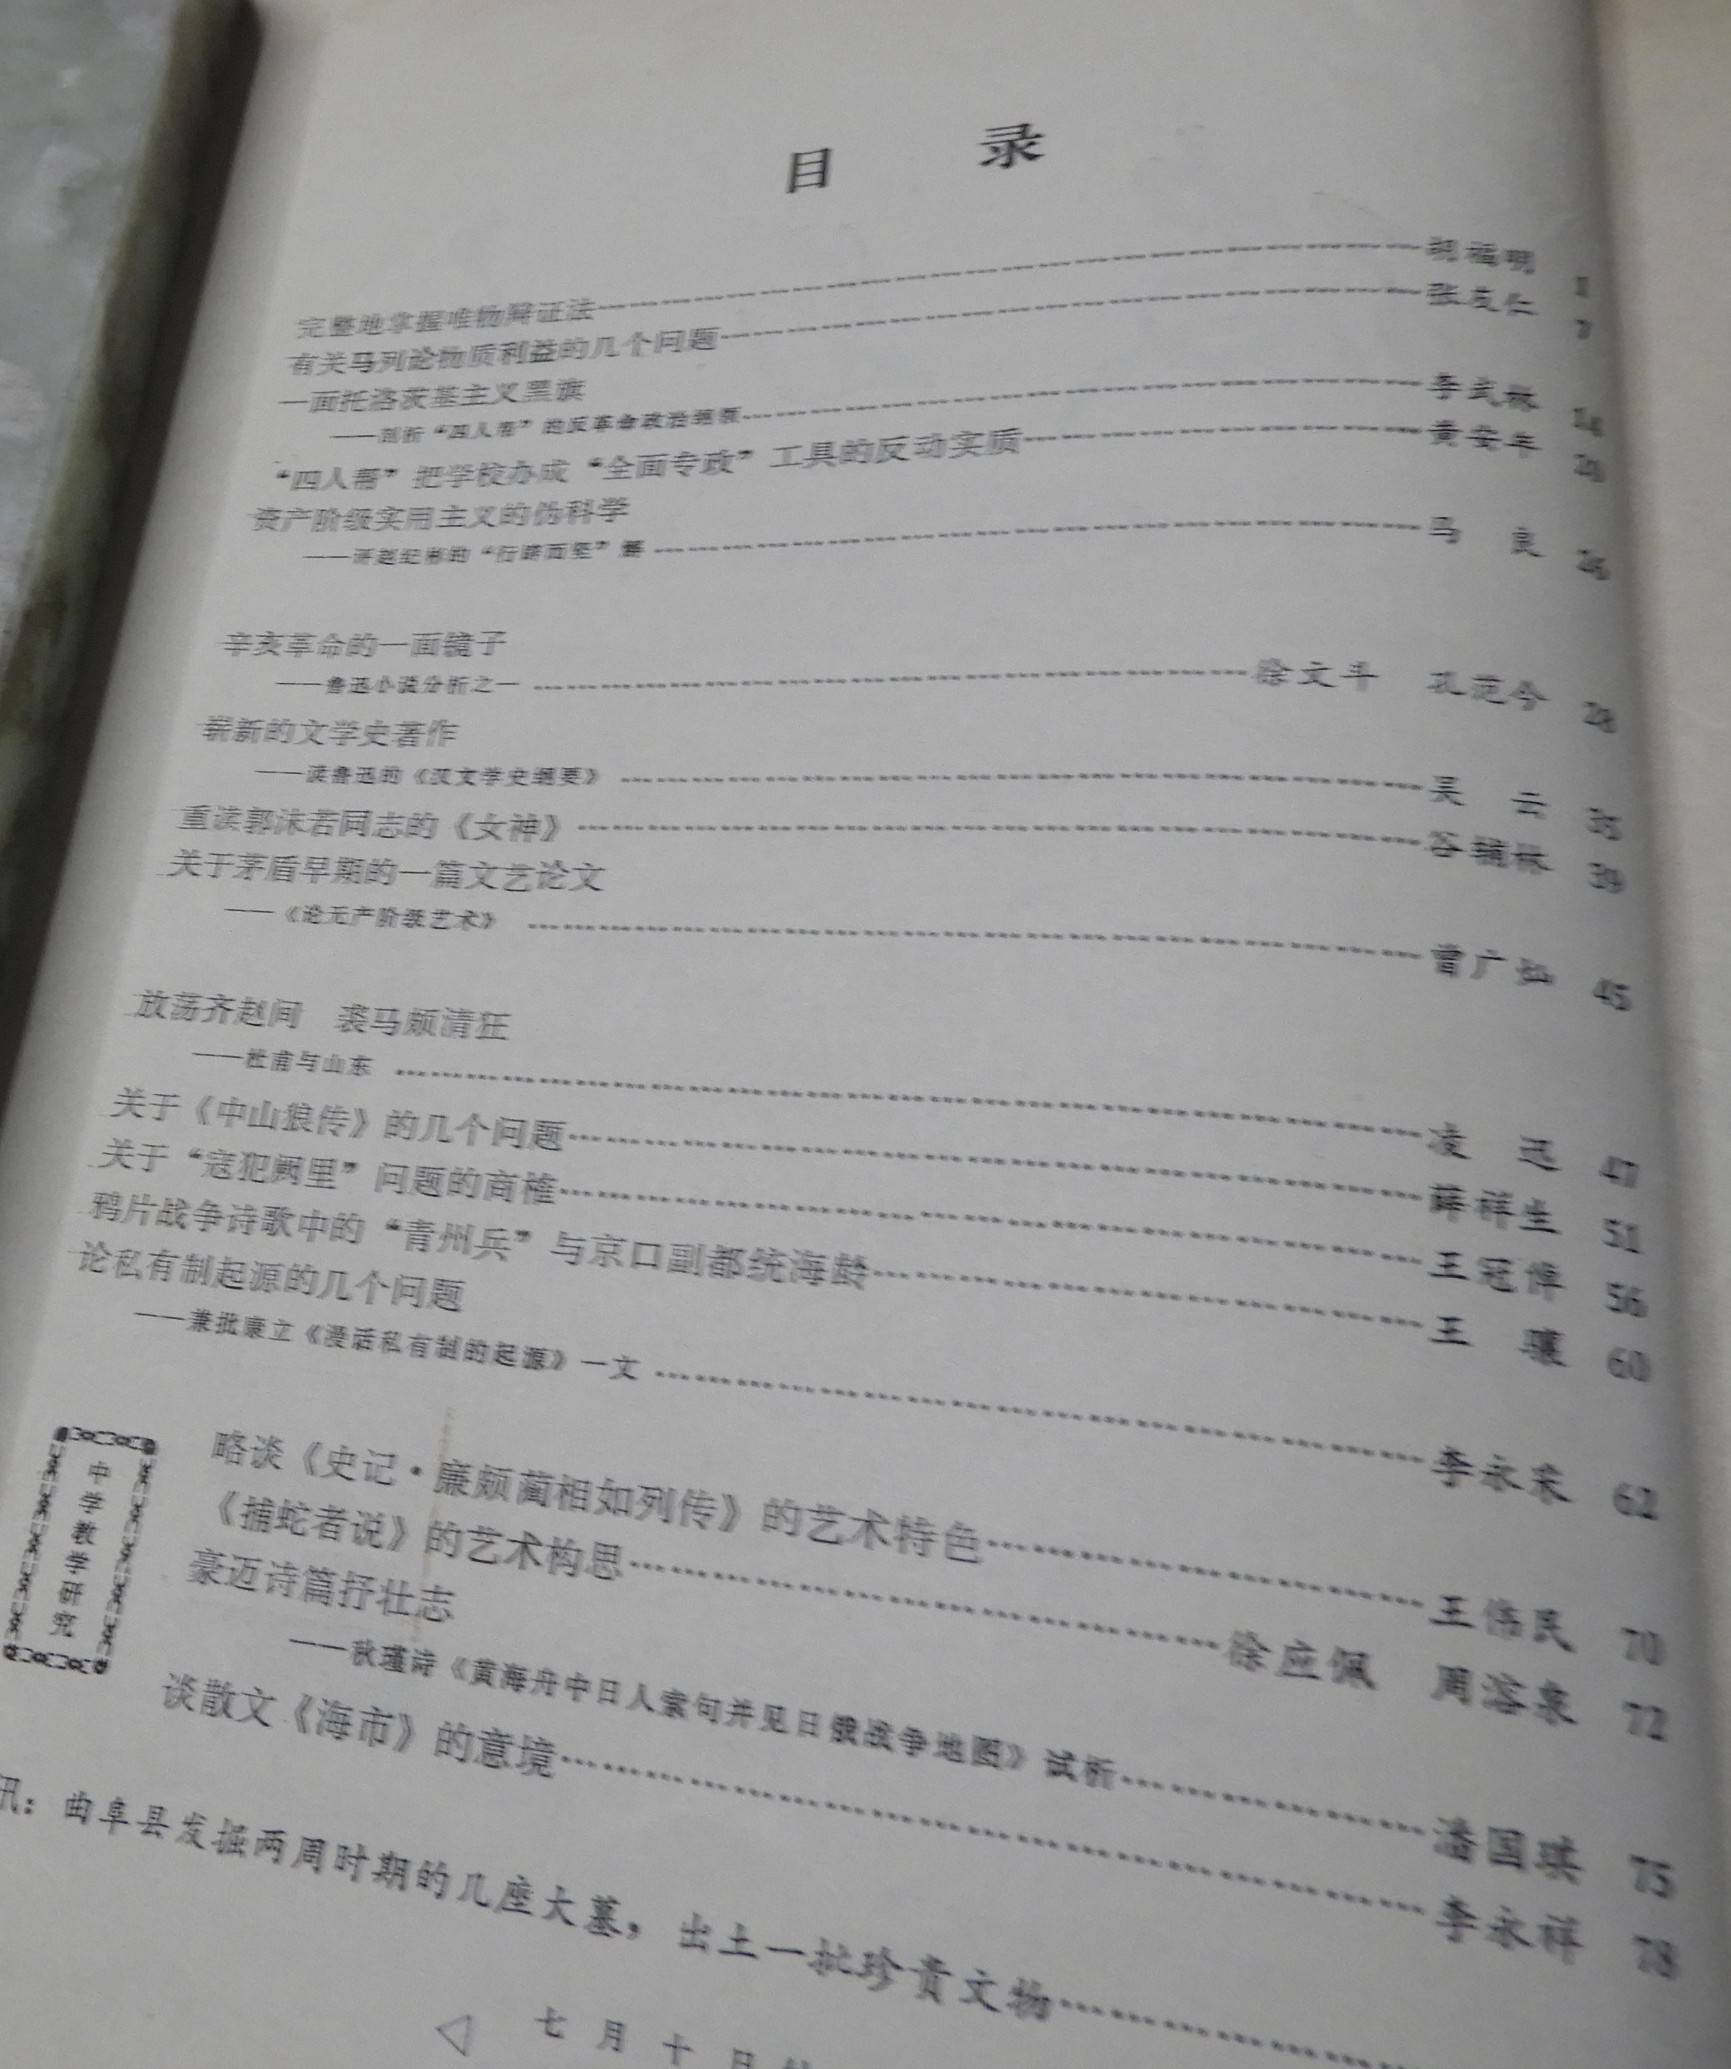 目 录
完整地掌握唯物辩证法……胡福明 1
有关马列论物质利益的几个问题……张友仁 7
一面托洛茨基主义黑旗
——剖析“四人帮”的反革命政治纲领……李武林 14
“四人帮”把学校办成“全面专政”工具的反动实质……黄安年 20
资产阶级实用主义的伪科学
——评赵纪彬的“行辟而坚”解……马 良 26
辛亥革命的一面镜子
——鲁迅小说分析之一……徐文斗 孔范今 28
崭新的文学史著作
——读鲁迅的《汉文学史纲要》……吴 云 35
重读郭沫若同志的《女神》……谷辅林 39
关于茅盾早期的一篇文艺论文
——《论无产阶级艺术》……曾广灿 45
放荡齐赵间 裘马颇清狂
——杜甫与山东……凌 迅 47
关于《中山狼传》的几个问题……薛祥生 51
关于“寇犯阙里”问题的商榷……王冠倬 56
鸦片战争诗歌中的“青州兵”与京口副都统海龄……王 骧 60
论私有制起源的几个问题
——兼批康立《漫话私有制的起源》一文……李永采 62
中学教学研究
略谈《史记·廉颇蔺相如列传》的艺术特色……王伟民 70
《捕蛇者说》的艺术构思……徐应佩 周溶泉 72
豪迈诗篇抒壮志
——秋瑾诗《黄海舟中日人索句并见日俄战争地图》试析……潘国琪 75
谈散文《海市》的意境……李永祥 78
讯：曲阜县发掘两周时期的几座大墓，出土一批珍贵文物……
七月十日